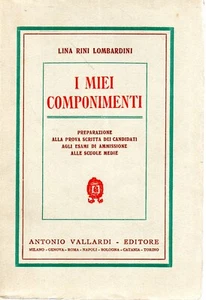 LINA RINI LOMBARDINI
I MIEI
COMPONIMENTI
PREPARAZIONE
ALLA PROVA SCRITTA DEI CANDIDATI
AGLI ESAMI DI AMMISSIONE
ALLE SCUOLE MEDIE
ANTONIO VALLARDI - EDITORE
MILANO - GENOVA - ROMA - NAPOLI - BOLOGNA - CATANIA - TORINO